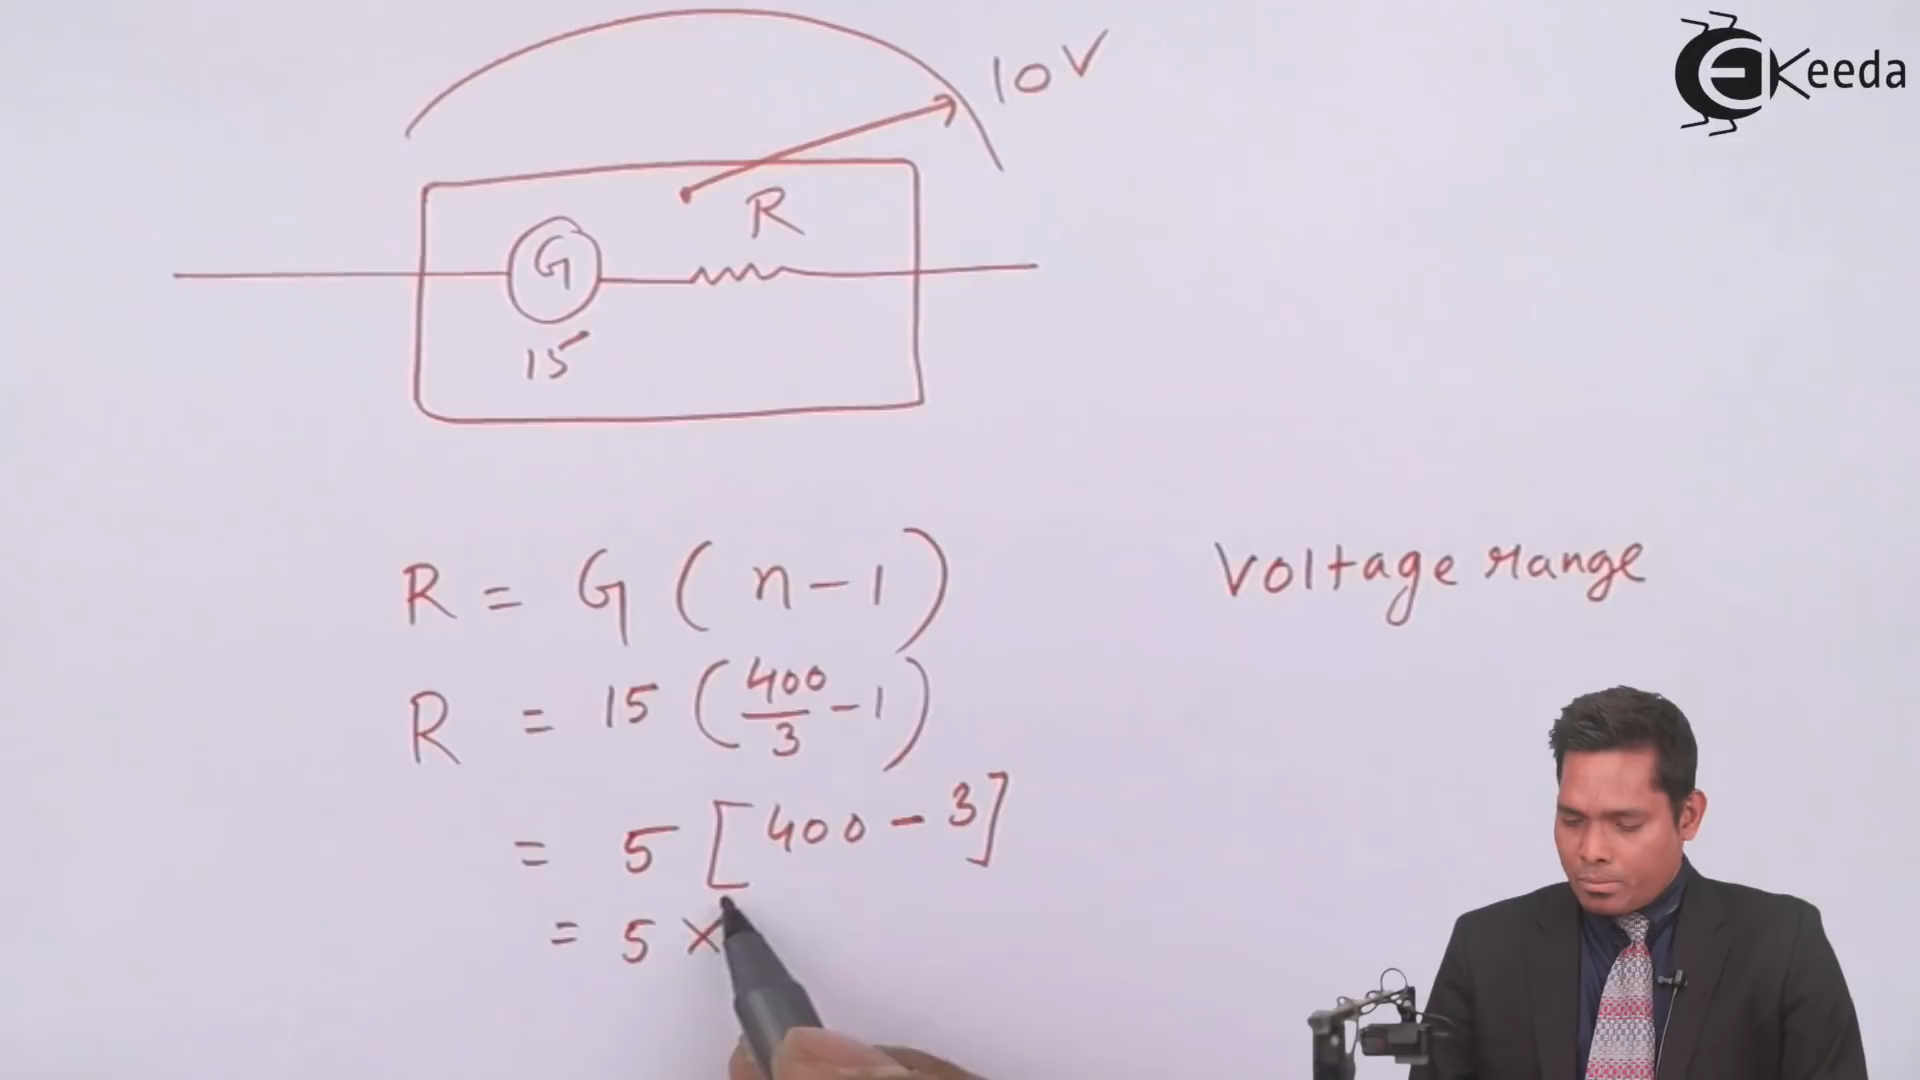 10V
Keeda
R
G
15
R = G ( n - 1 )
Voltage range
R = 15 ( 400/3 - 1 )
= 5 [ 400 - 3 ]
= 5 ×